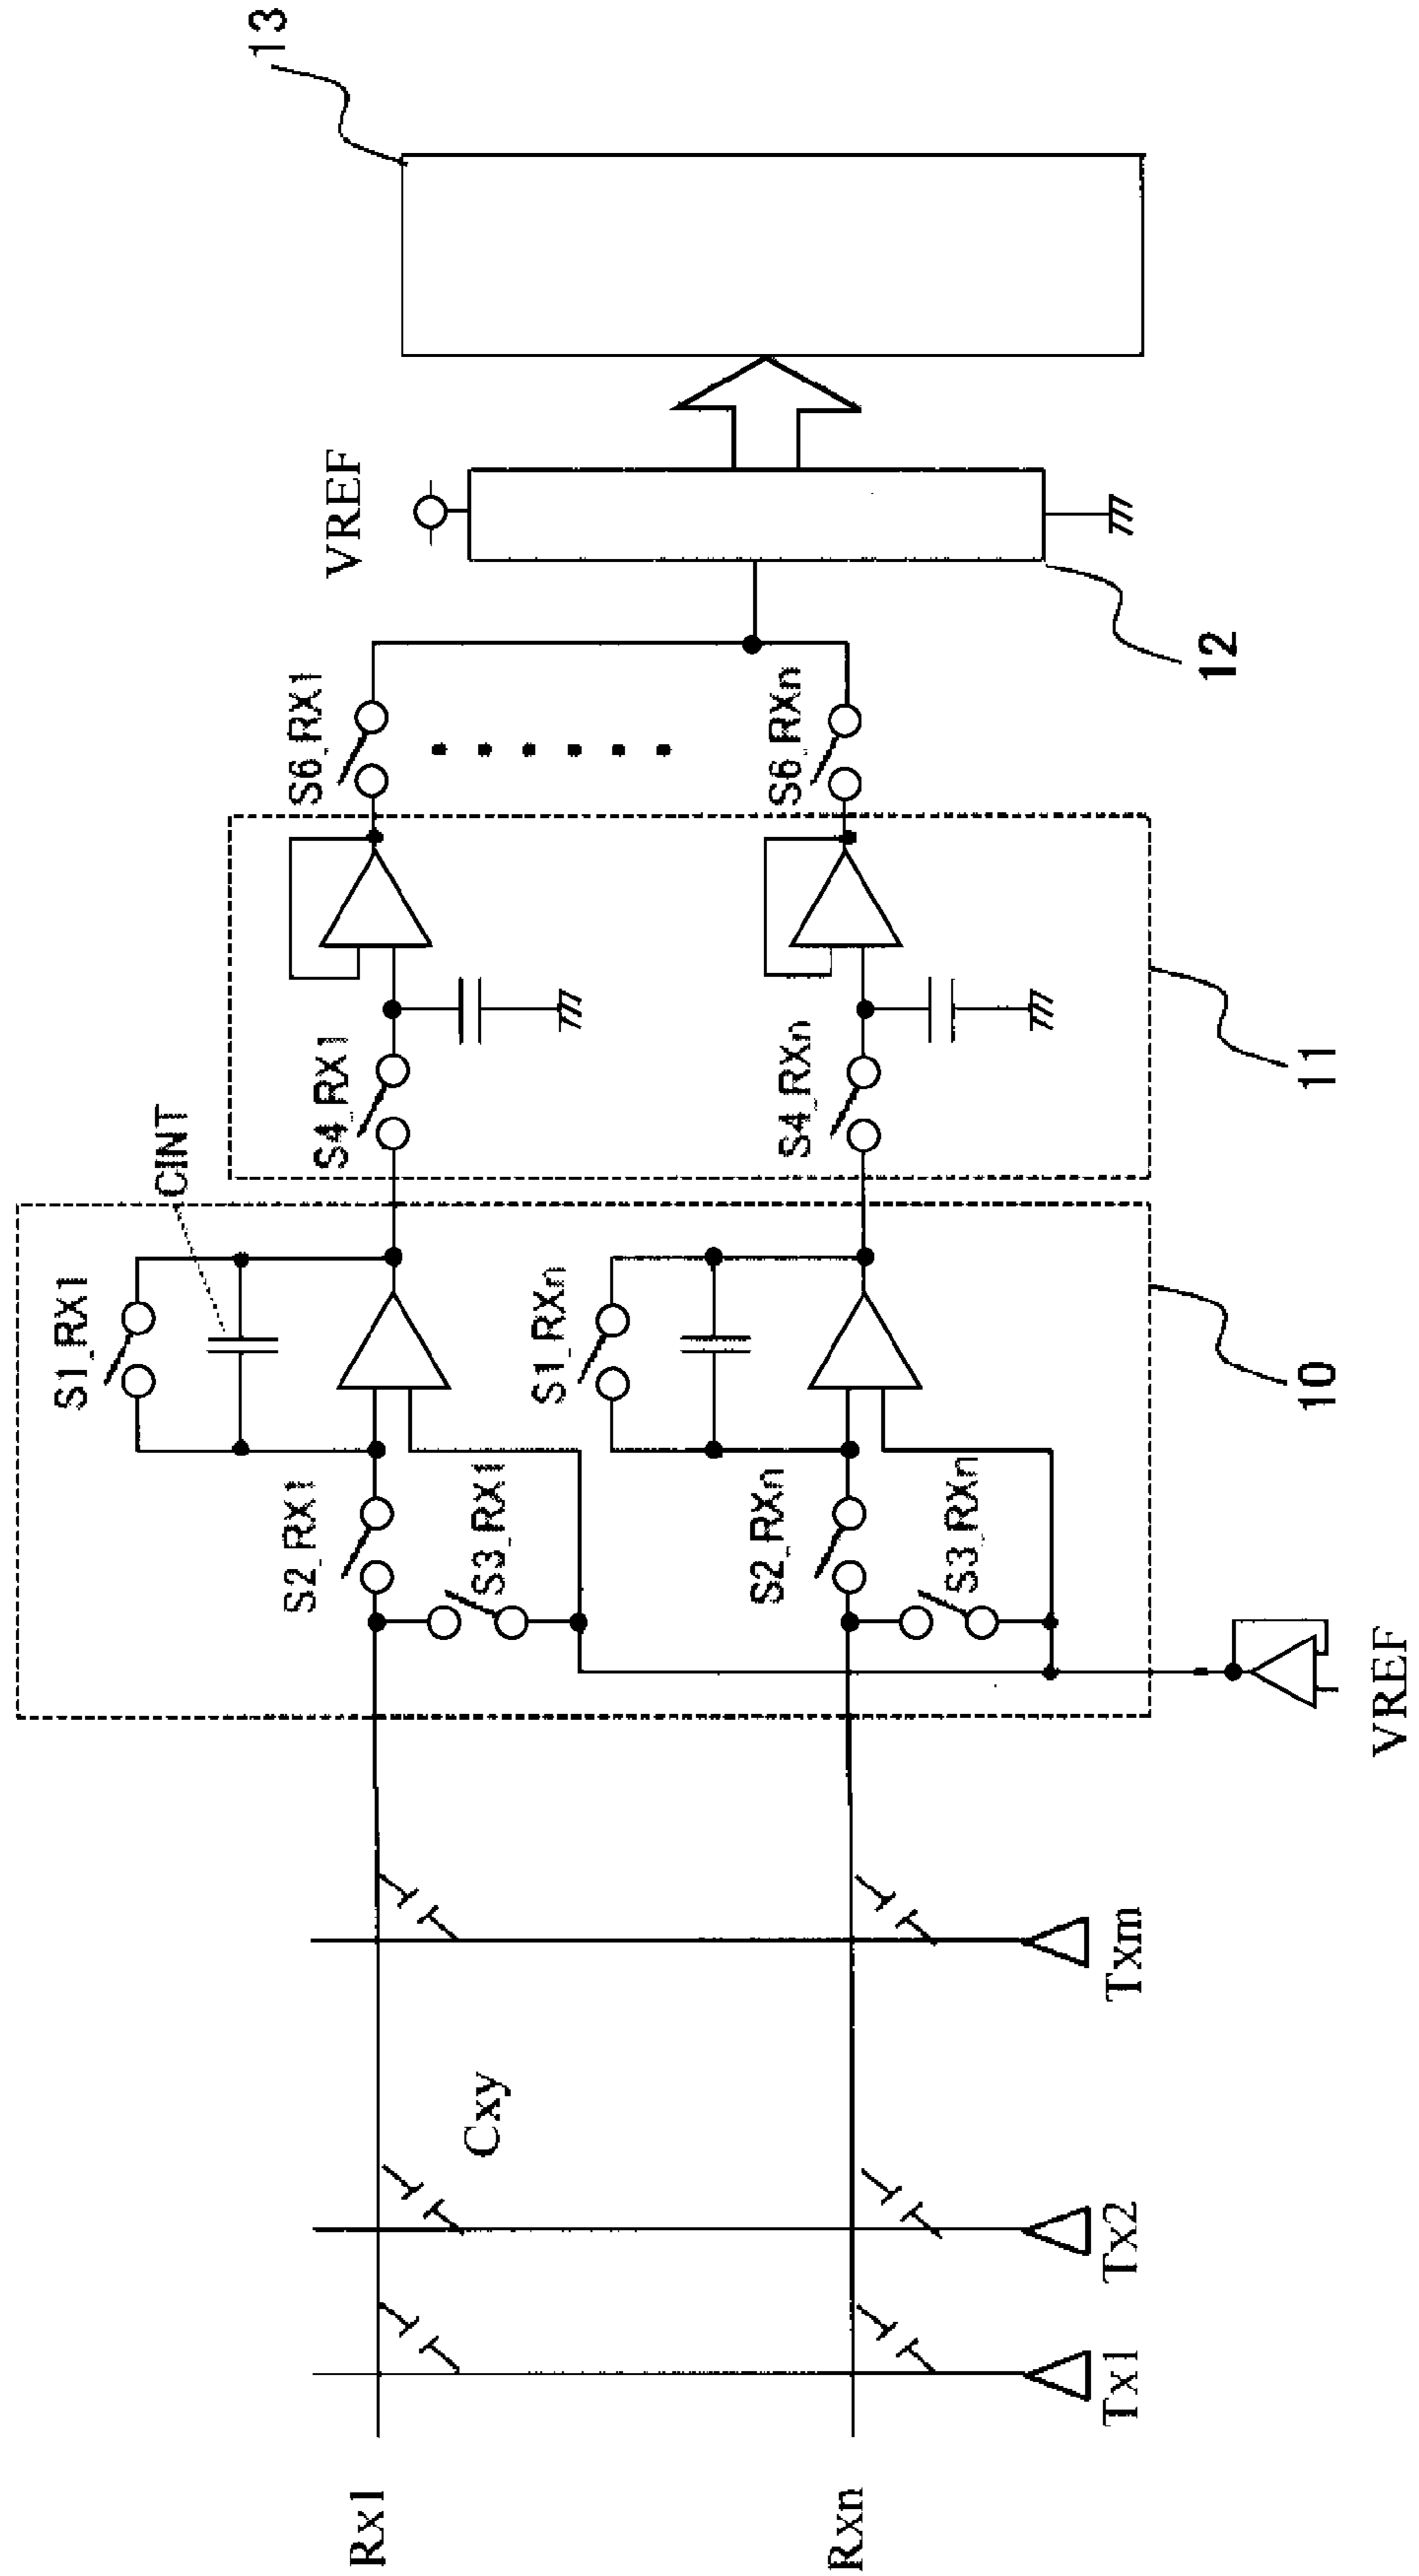 13
VREF
12
S6_RX1
S6_RXn
S4_RX1
S4_RXn
11
CINT
S1_RX1
S1_RXn
10
S2_RX1
S3_RX1
S2_RXn
S3_RXn
VREF
Cxy
Txm
Tx2
Tx1
Rx1
Rxn